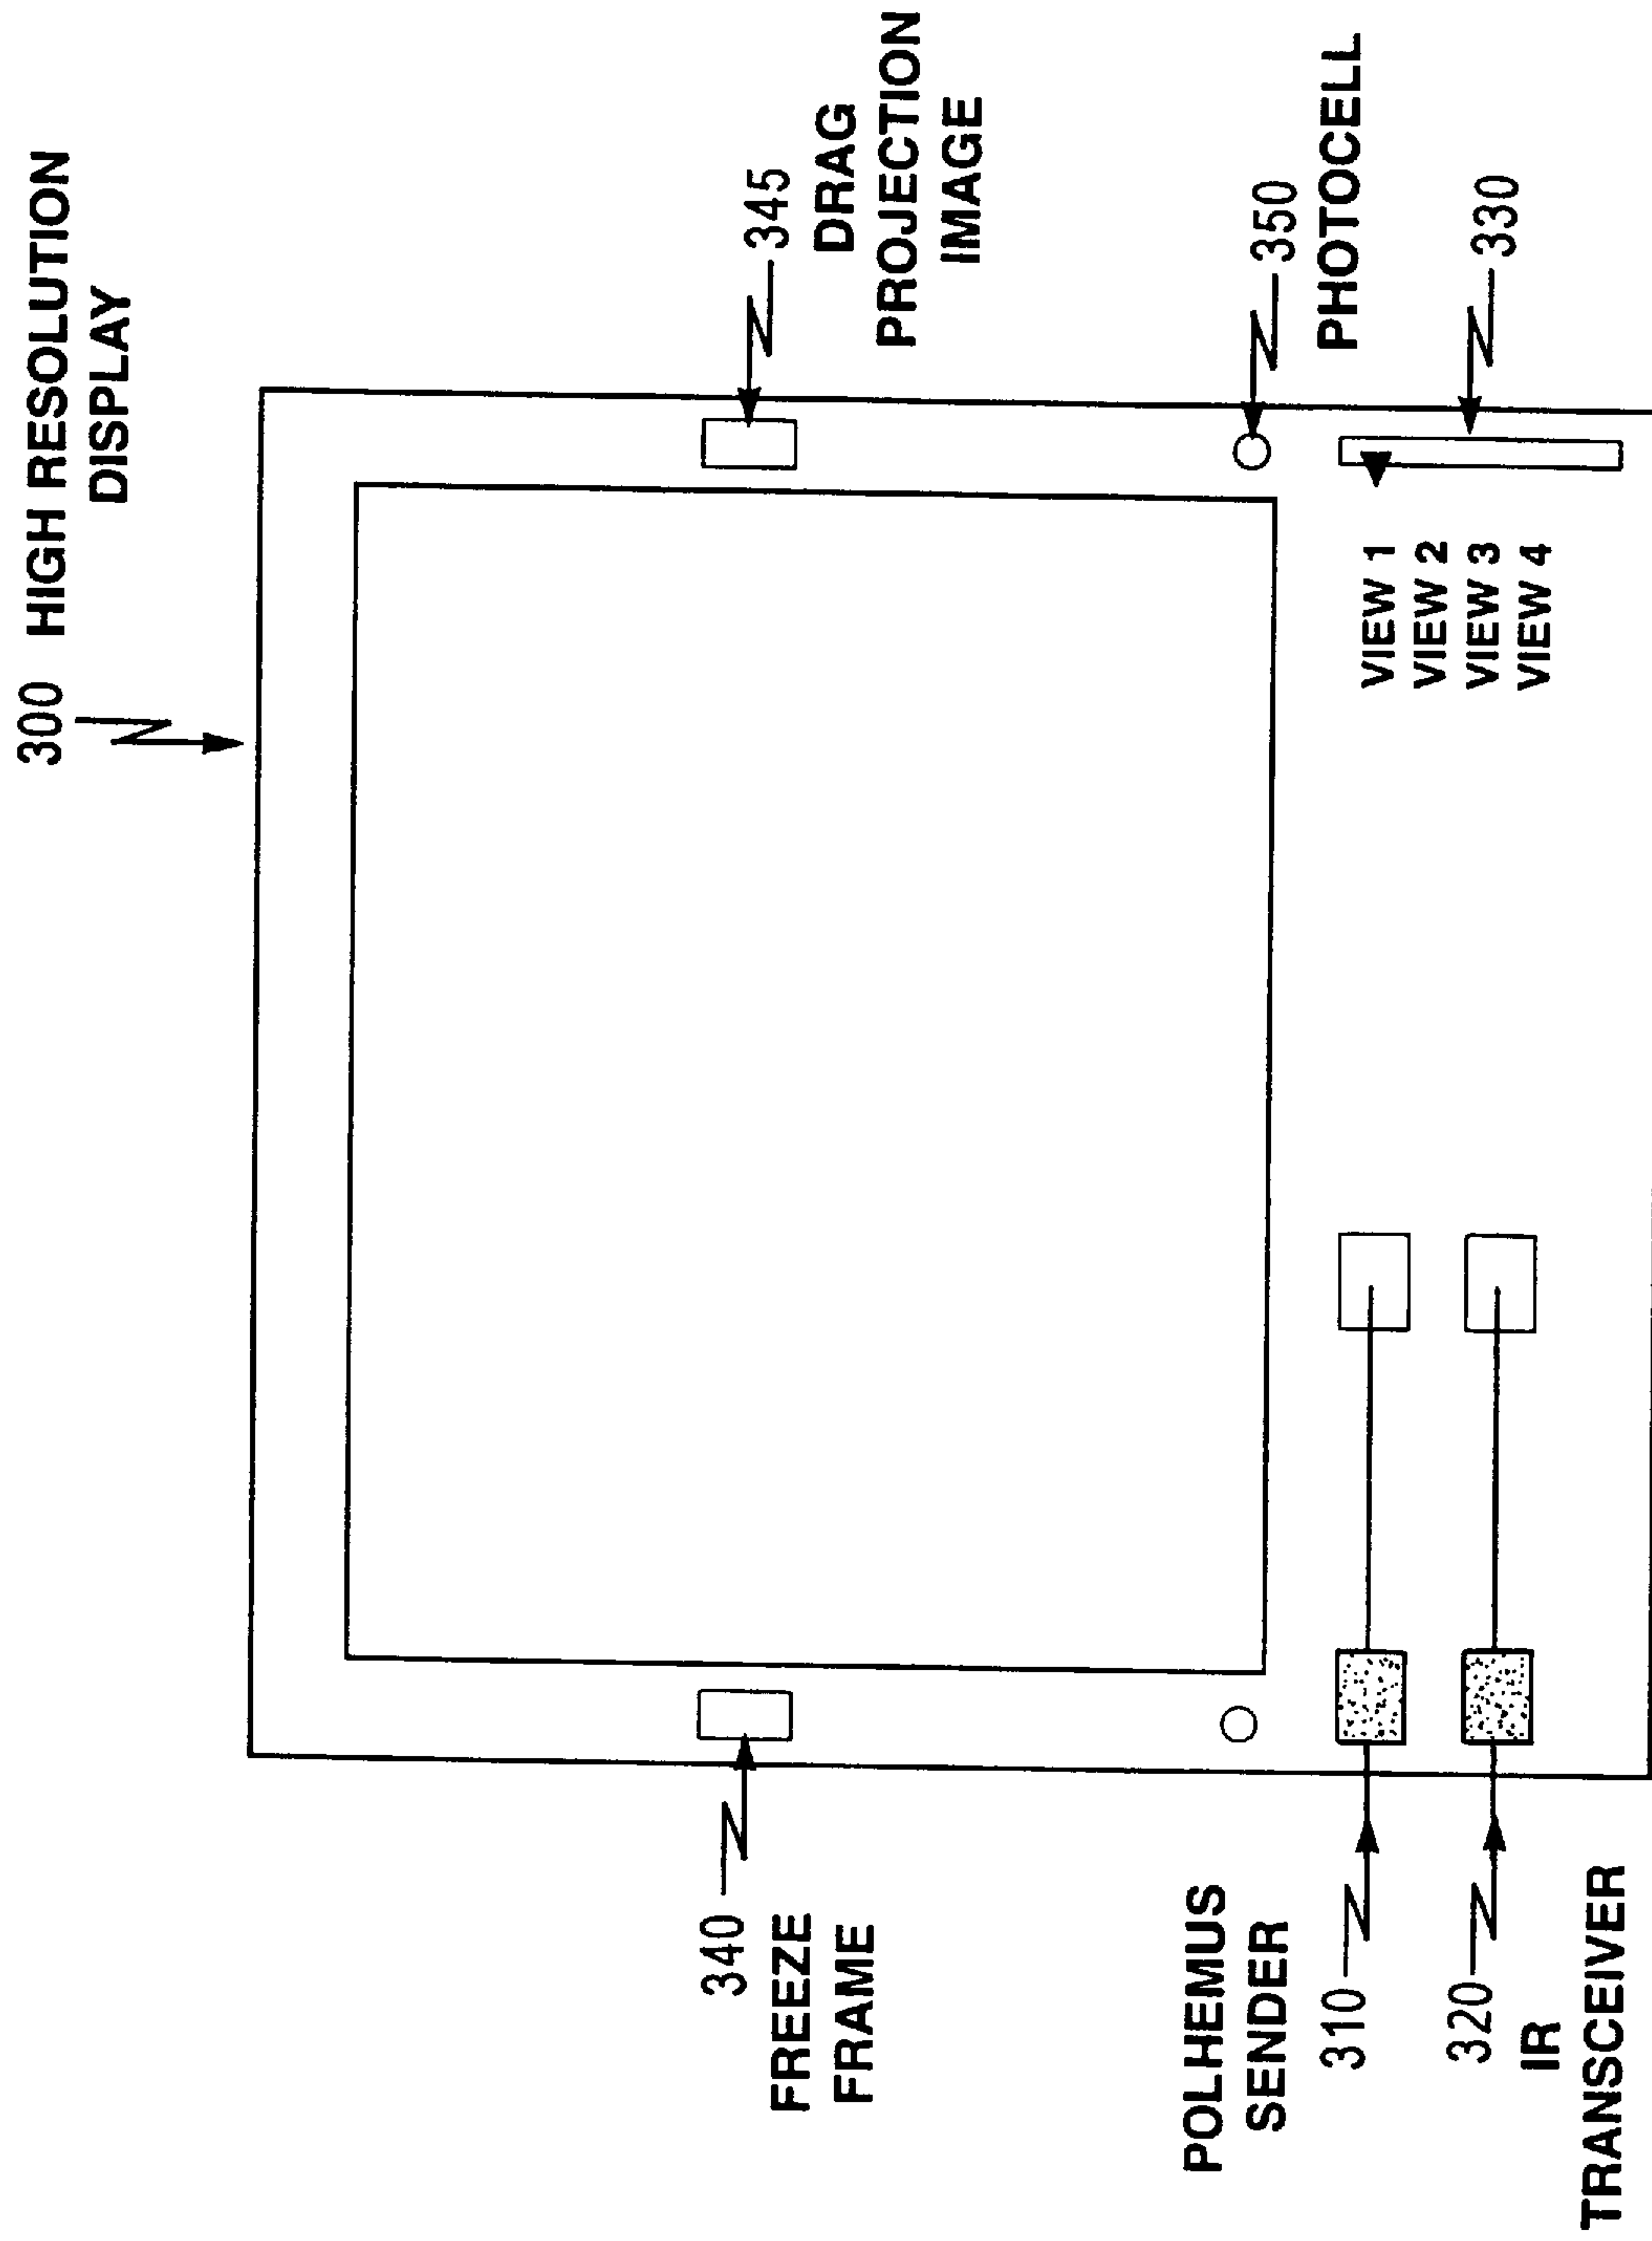 300 HIGH RESOLUTION
DISPLAY
340
FREEZE
FRAME
345
DRAG
PROJECTION
IMAGE
POLHEMUS
SENDER
310
350
PHOTOCELL
320
IR
TRANSCEIVER
VIEW 1
VIEW 2
VIEW 3
VIEW 4
330